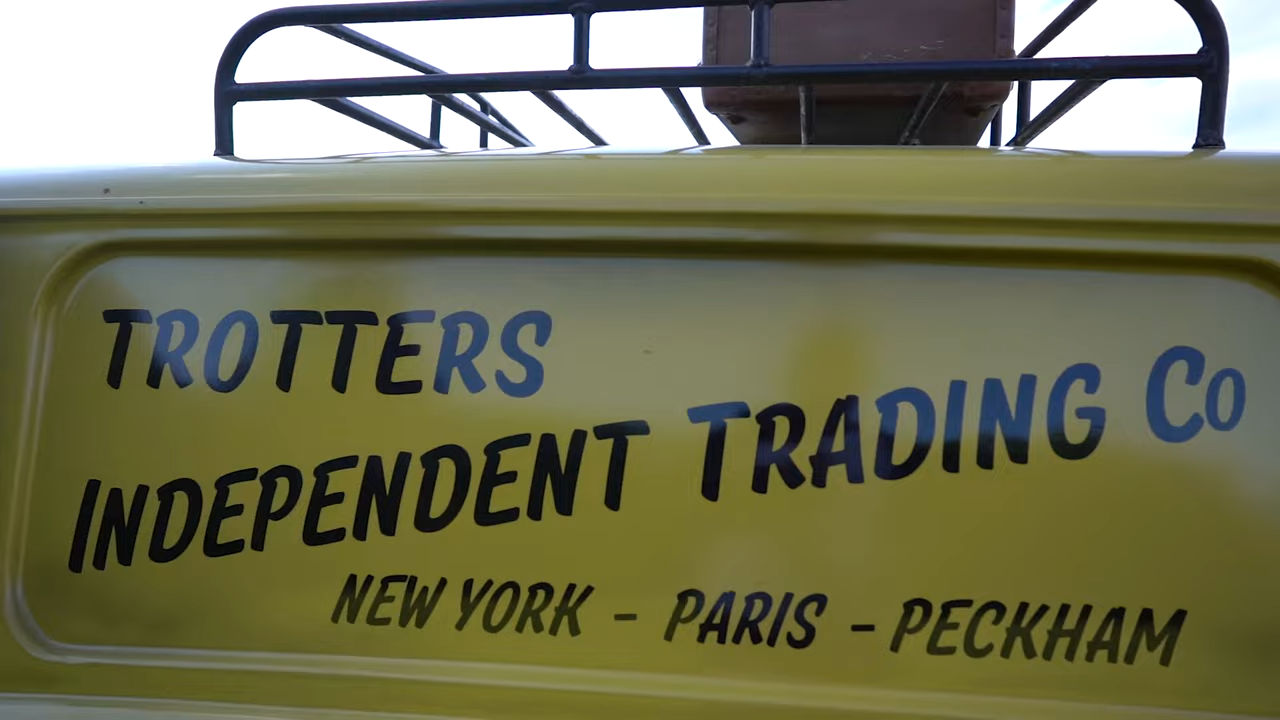 TROTTERS
INDEPENDENT TRADING Co
NEW YORK - PARIS - PECKHAM